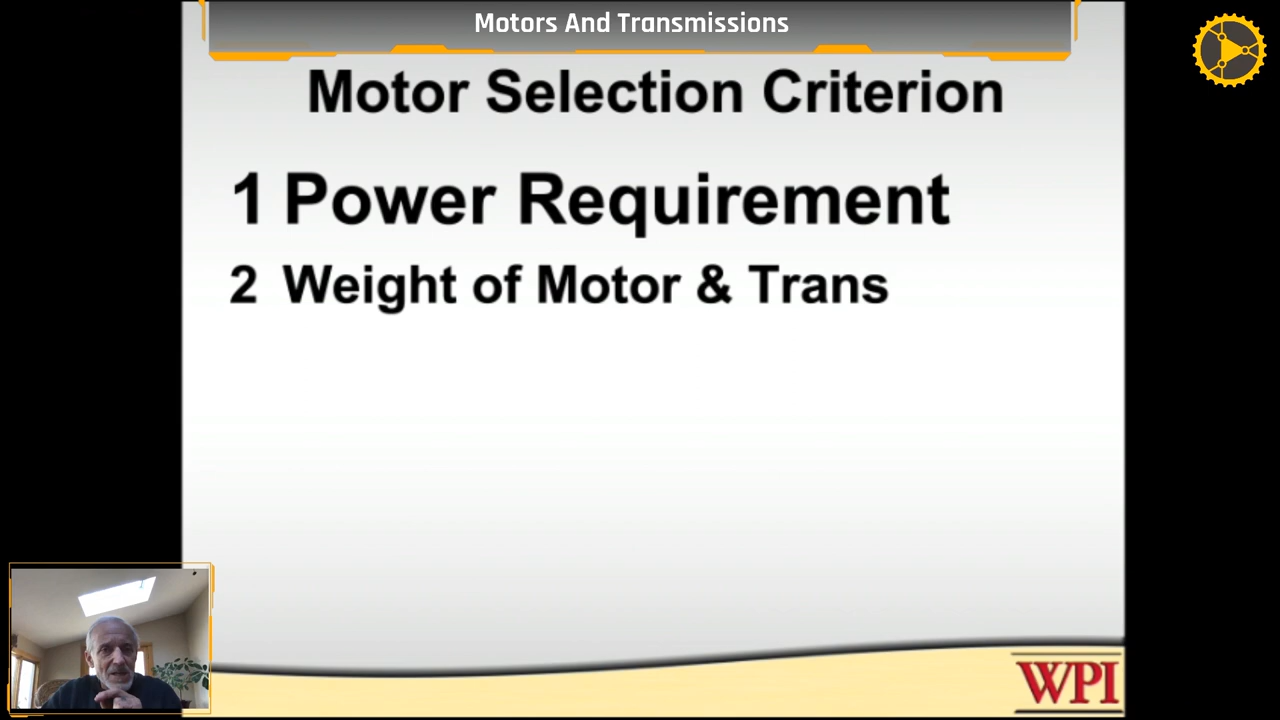 Motors And Transmissions
Motor Selection Criterion
1 Power Requirement
2 Weight of Motor & Trans
WPI